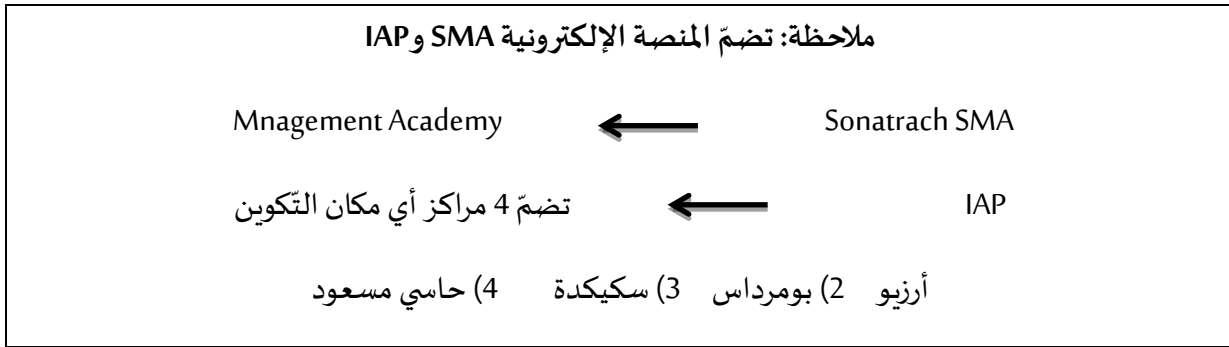 ملاحظة: تضمّ المنصة الإلكترونية SMA وIAP
Sonatrach SMA ← Mnagement Academy
IAP ← تضمّ 4 مراكز أي مكان التّكوين
أرزيو 2) بومرداس 3) سكيكدة 4) حاسي مسعود